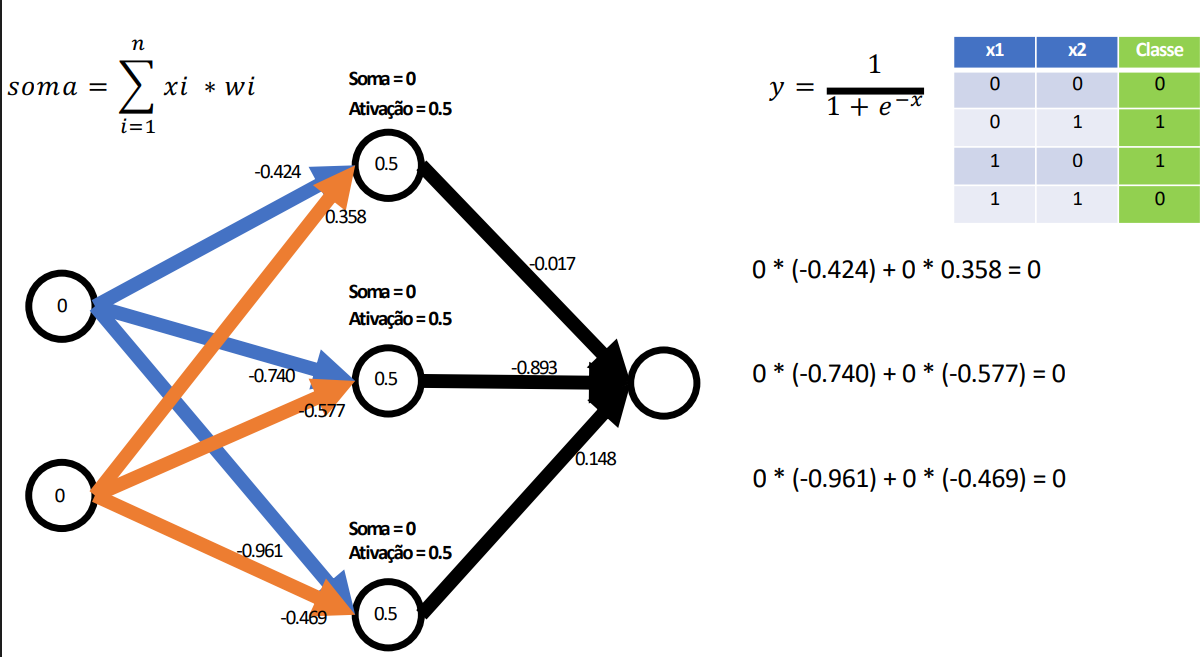 soma = ∑ xi * wi
n
i=1
Soma = 0
Ativação = 0.5
y = 1 / 1 + e^-x
x1 x2 Classe
0 0 0
0 1 1
1 0 1
1 1 0
-0.424
0.5
0.358
-0.017
0 * (-0.424) + 0 * 0.358 = 0
0
Soma = 0
Ativação = 0.5
-0.740
0.5
-0.893
-0.577
0 * (-0.740) + 0 * (-0.577) = 0
0
0.148
0 * (-0.961) + 0 * (-0.469) = 0
Soma = 0
Ativação = 0.5
-0.961
-0.469
0.5